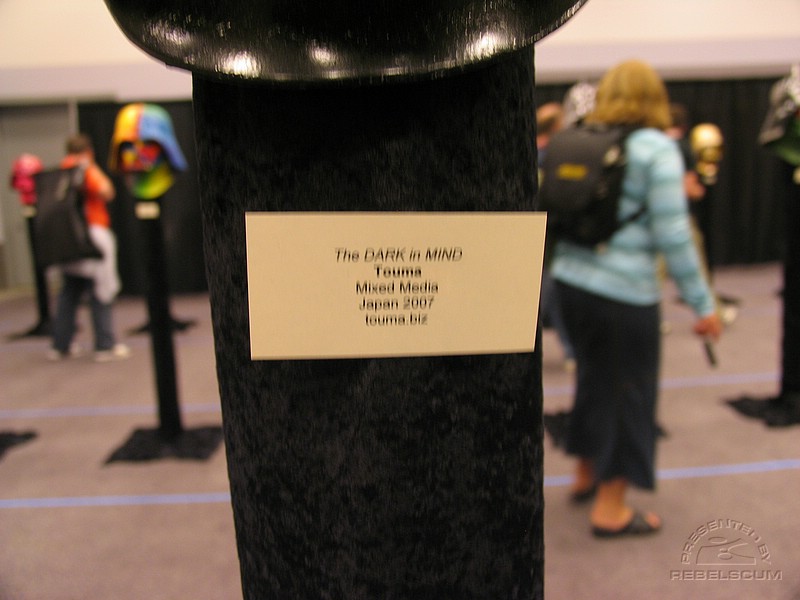 The DARK in MIND
Touma
Mixed Media
Japan 2007
touma.biz
PRESENTED BY
REBELSCUM